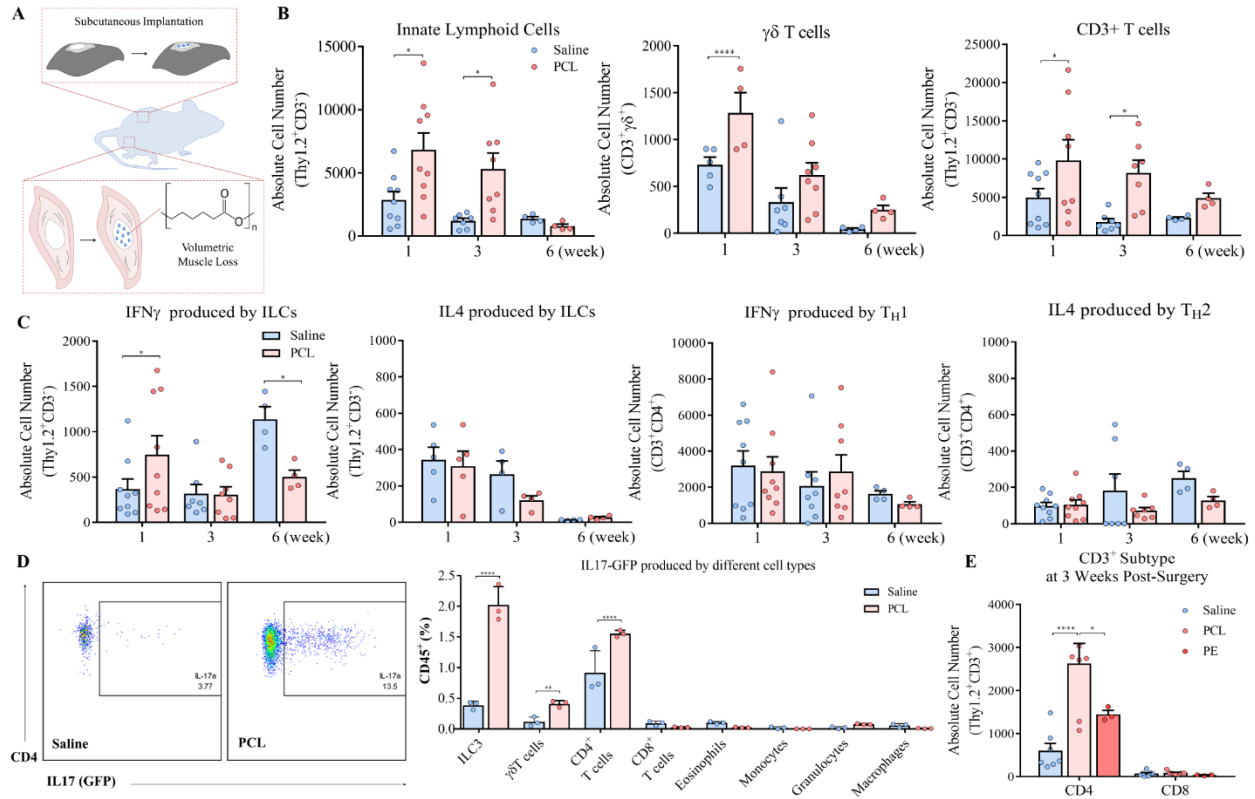 A
Subcutaneous Implantation
O
O
n
Volumetric
Muscle Loss
B
Innate Lymphoid Cells
Absolute Cell Number
(Thy1.2⁺CD3⁻)
15000
10000
5000
0
*
*
Saline
PCL
1
3
6 (week)
γδ T cells
Absolute Cell Number
(CD3⁺γδ⁺)
2000
1500
1000
500
0
****
1
3
6 (week)
CD3+ T cells
Absolute Cell Number
(Thy1.2⁺CD3⁻)
25000
20000
15000
10000
5000
0
*
*
1
3
6 (week)
C
IFNγ produced by ILCs
Absolute Cell Number
(Thy1.2⁺CD3⁻)
2000
1500
1000
500
0
*
*
Saline
PCL
1
3
6 (week)
IL4 produced by ILCs
Absolute Cell Number
(Thy1.2⁺CD3⁻)
1000
800
600
400
200
0
1
3
6 (week)
IFNγ produced by TH1
Absolute Cell Number
(CD3⁺CD4⁺)
10000
8000
6000
4000
2000
0
1
3
6 (week)
IL4 produced by TH2
Absolute Cell Number
(CD3⁺CD4⁺)
1000
800
600
400
200
0
1
3
6 (week)
D
CD4
IL-17a
3.77
Saline
IL-17a
13.5
PCL
IL17 (GFP)
IL17-GFP produced by different cell types
CD45⁺ (%)
2.5
2.0
1.5
1.0
0.5
0.0
****
**
****
Saline
PCL
ILC3
γδT cells
CD4⁺
T cells
CD8⁺
T cells
Eosinophils
Monocytes
Granulocytes
Macrophages
E
CD3⁺ Subtype
at 3 Weeks Post-Surgery
Absolute Cell Number
(Thy1.2⁺CD3⁺)
4000
3000
2000
1000
0
****
*
Saline
PCL
PE
CD4
CD8